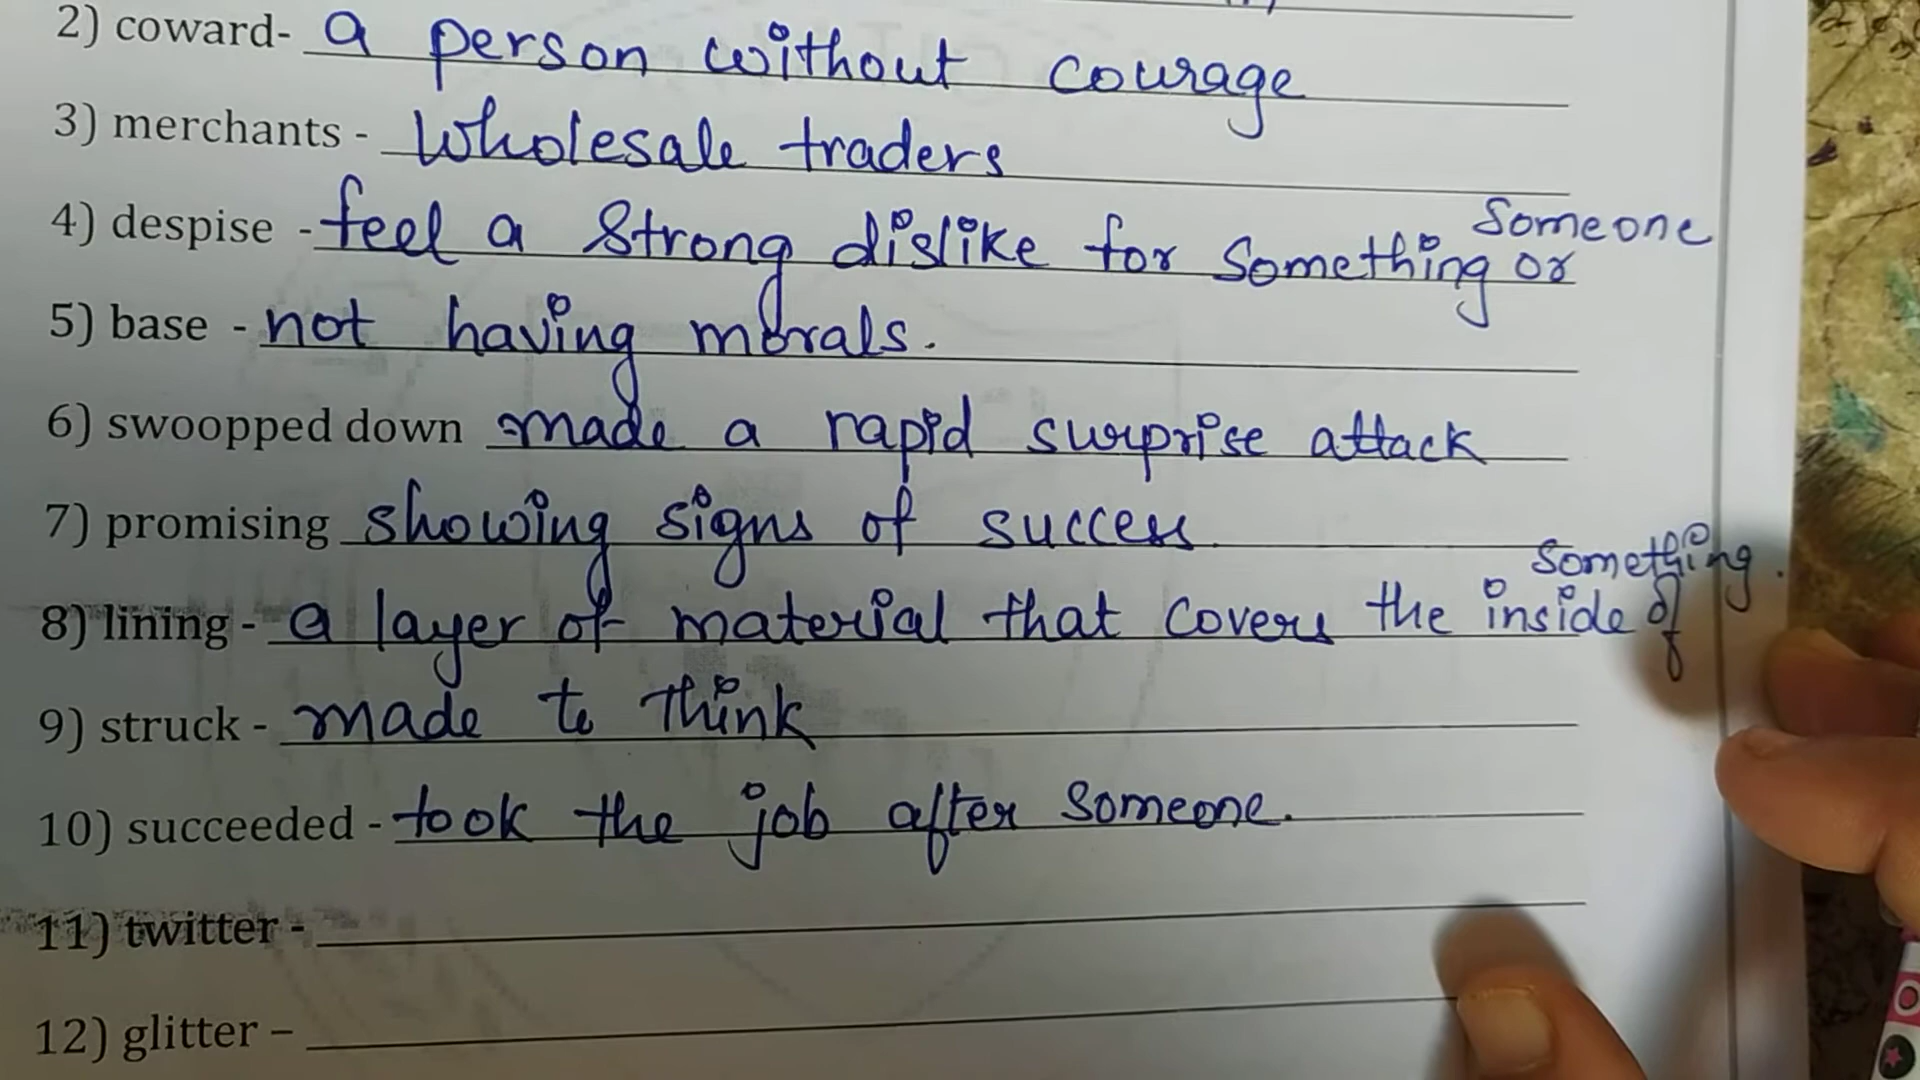 2) coward- a person without courage
3) merchants - Wholesale traders
4) despise - feel a strong dislike for something or someone
5) base - not having morals.
6) swoopped down made a rapid surprise attack
7) promising showing signs of success
8) lining - a layer of material that covers the inside of something.
9) struck - made to think
10) succeeded - took the job after someone.
11) twitter -
12) glitter –